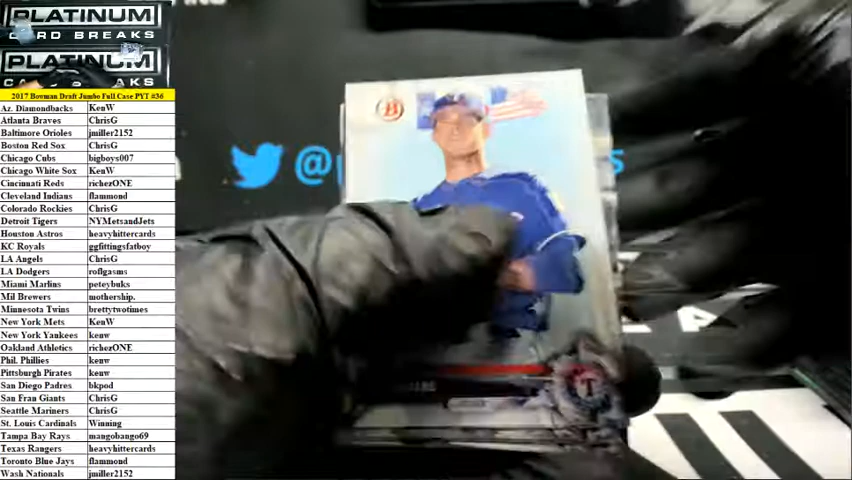 PLATINUM
CARD BREAKS
PLATINUM
BREAKS
2017 Bowman Draft Jumbo Full Case PYT #36
Az. Diamondbacks KenW
Atlanta Braves ChrisG
Baltimore Orioles jmiller2152
Boston Red Sox ChrisG
Chicago Cubs bigboys007
Chicago White Sox KenW
Cincinati Reds richezONE
Cleveland Indians flammond
Colorado Rockies ChrisG
Detroit Tigers NYMetsandJets
Houston Astros heavyhittercards
KC Royals ggfittingsfatboy
LA Angels ChrisG
LA Dodgers roflgasms
Miami Marlins peteybuks
Mil Brewers mothership.
Minnesota Twins brettytwotimes
New York Mets KenW
New York Yankees kenw
Oakland Athletics richezONE
Phil. Phillies kenw
Pittsburgh Pirates kenw
San Diego Padres bkpod
San Fran Giants ChrisG
Seattle Mariners ChrisG
St. Louis Cardinals Winning
Tampa Bay Rays mangobango69
Texas Rangers heavyhittercards
Toronto Blue Jays flammond
Wash Nationals jmiller2152
@
B
T